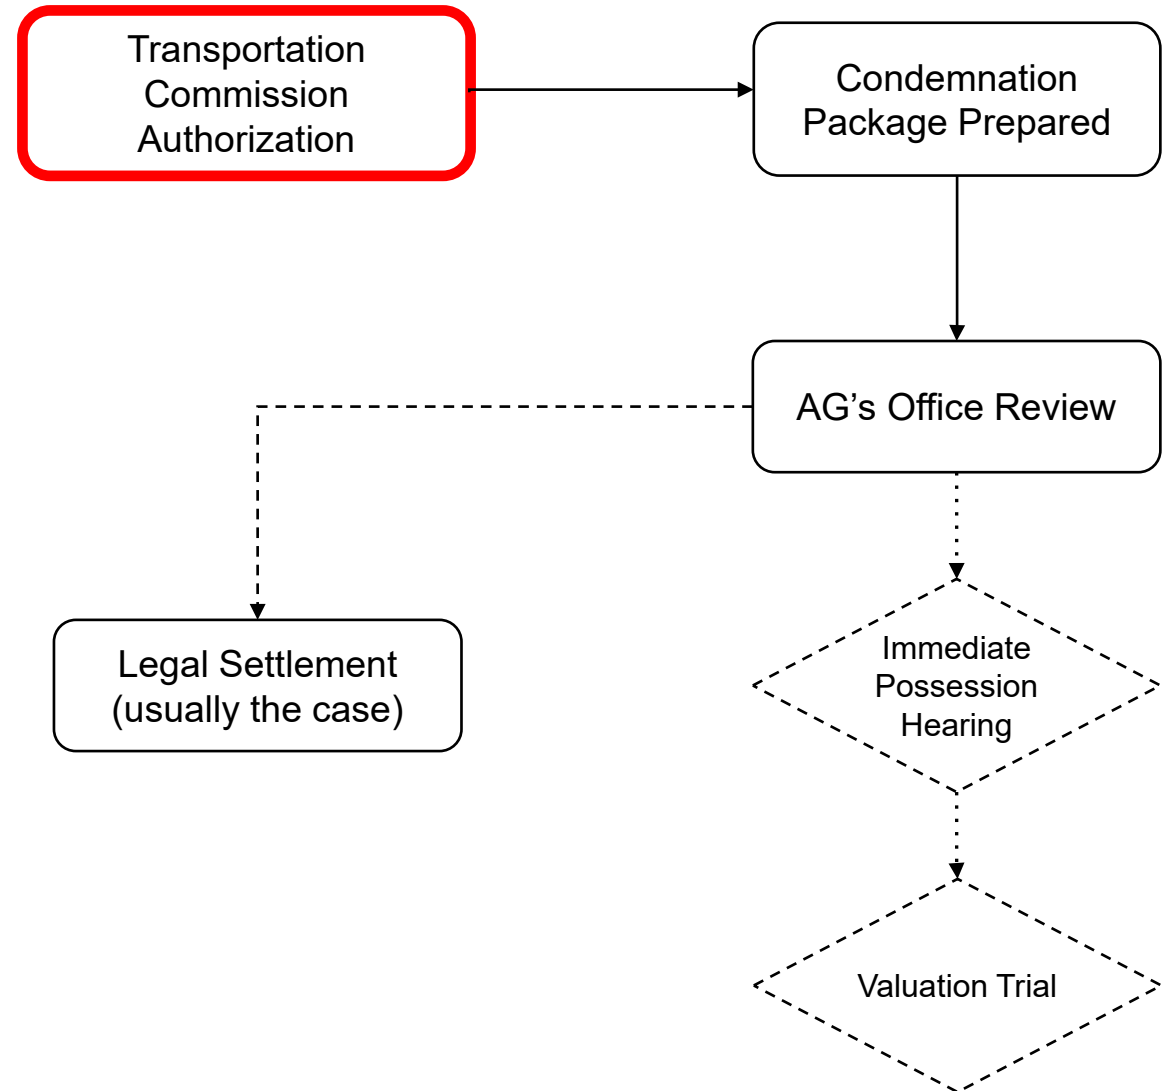 Transportation
Commission
Authorization
Condemnation
Package Prepared
AG’s Office Review
Legal Settlement
(usually the case)
Immediate
Possession
Hearing
Valuation Trial